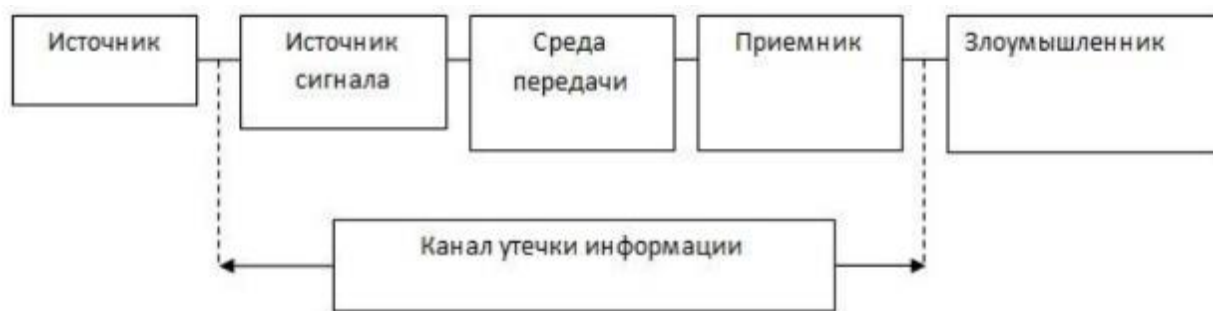 Источник
Источник
сигнала
Среда
передачи
Приемник
Злоумышленник
Канал утечки информации